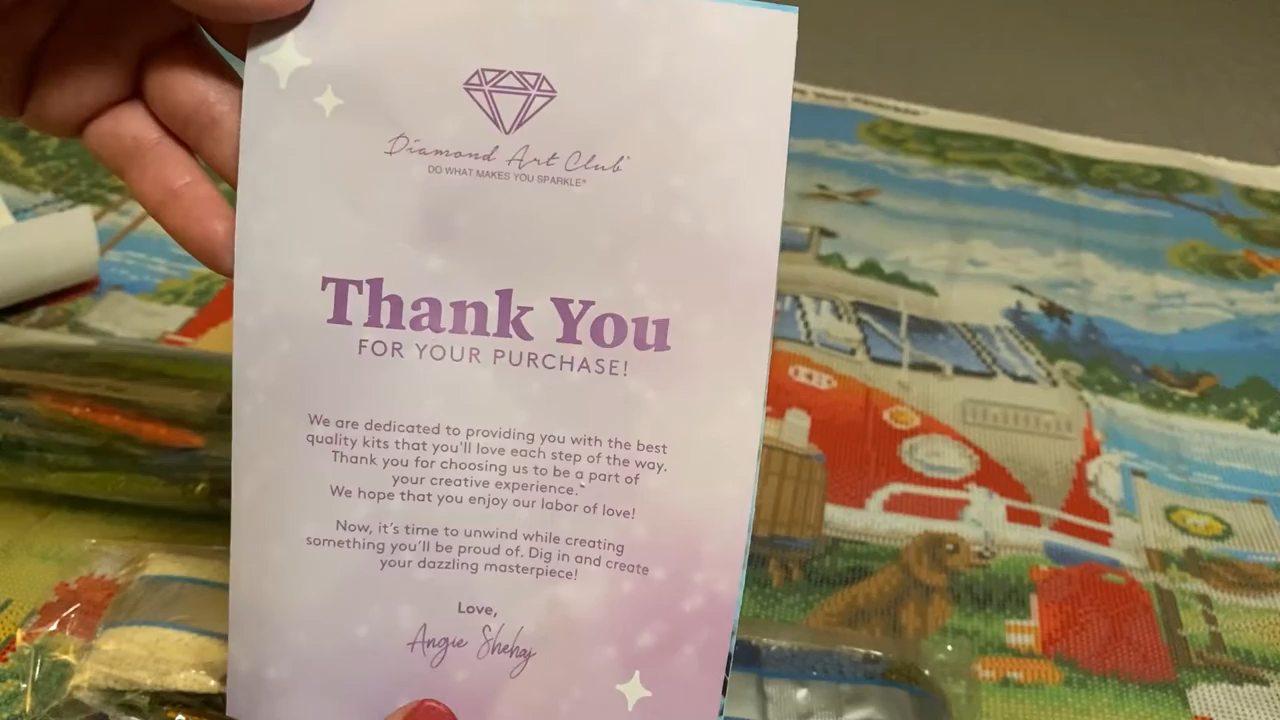 Diamond Art Club
DO WHAT MAKES YOU SPARKLE®
Thank You
FOR YOUR PURCHASE!
We are dedicated to providing you with the best
quality kits that you'll love each step of the way.
Thank you for choosing us to be a part of
your creative experience.
We hope that you enjoy our labor of love!
Now, it's time to unwind while creating
something you'll be proud of. Dig in and create
your dazzling masterpiece!
Love,
Angie Shehaj